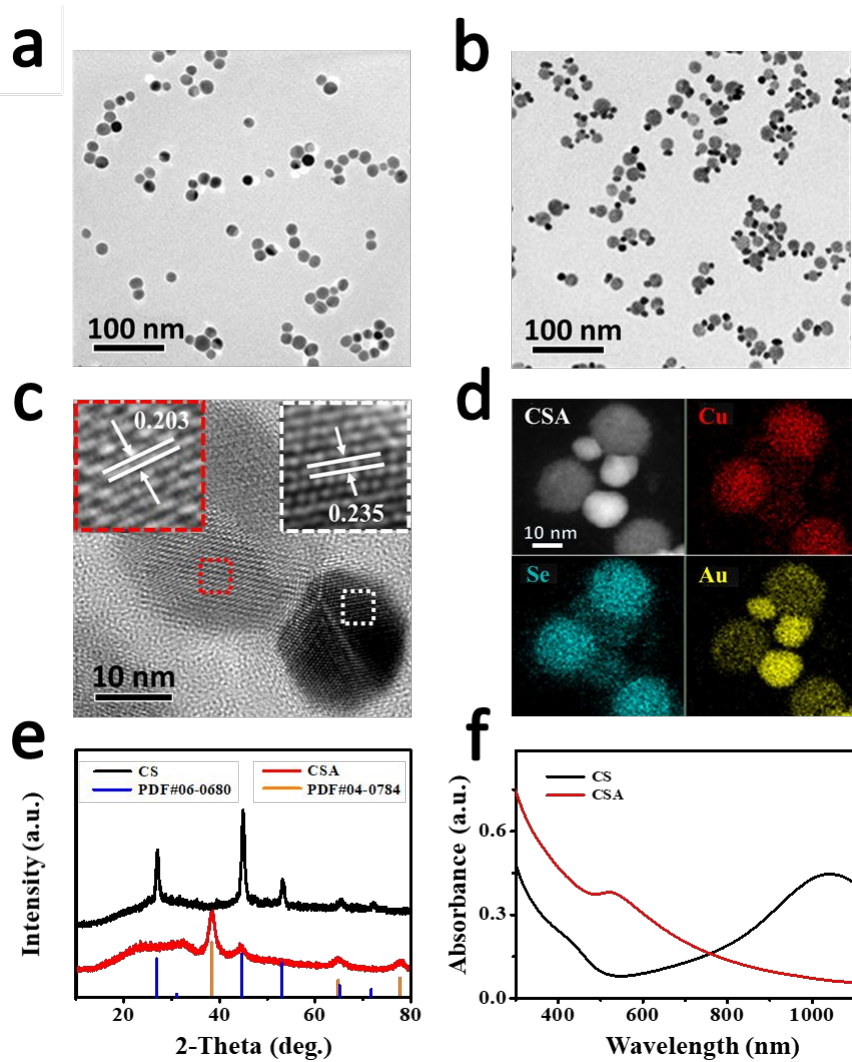 a
b
100 nm
100 nm
c
d
0.203
0.235
10 nm
CSA
Cu
10 nm
Se
Au
e
f
CS
CSA
PDF#06-0680
PDF#04-0784
Intensity (a.u.)
20
40
60
80
2-Theta (deg.)
CS
CSA
Absorbance (a.u.)
0.6
0.3
0.0
400
600
800
1000
Wavelength (nm)